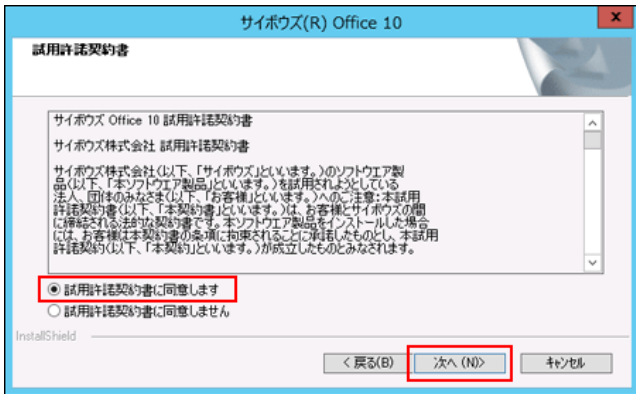 サイボウズ(R) Office 10
x
試用許諾契約書
サイボウズ Office 10 試用許諾契約書
サイボウズ株式会社 試用許諾契約書
サイボウズ株式会社(以下、「サイボウズ」といいます。)のソフトウエア製
品(以下、「本ソフトウエア製品」といいます。)を試用されようとしている
法人、団体のみなさま(以下、「お客様」といいます。)へのご注意:本試用
許諾契約書(以下、「本契約書」といいます。)は、お客様とサイボウズの間
に締結される法的な契約書です。本ソフトウエア製品をインストールした場合
には、お客様は本契約書の条項に拘束されることに承諾したものとし、本試用
許諾契約(以下、「本契約」といいます。)が成立したものとみなされます。
試用許諾契約書に同意します
試用許諾契約書に同意しません
InstallShield
< 戻る(B) 次へ (N)> キャンセル